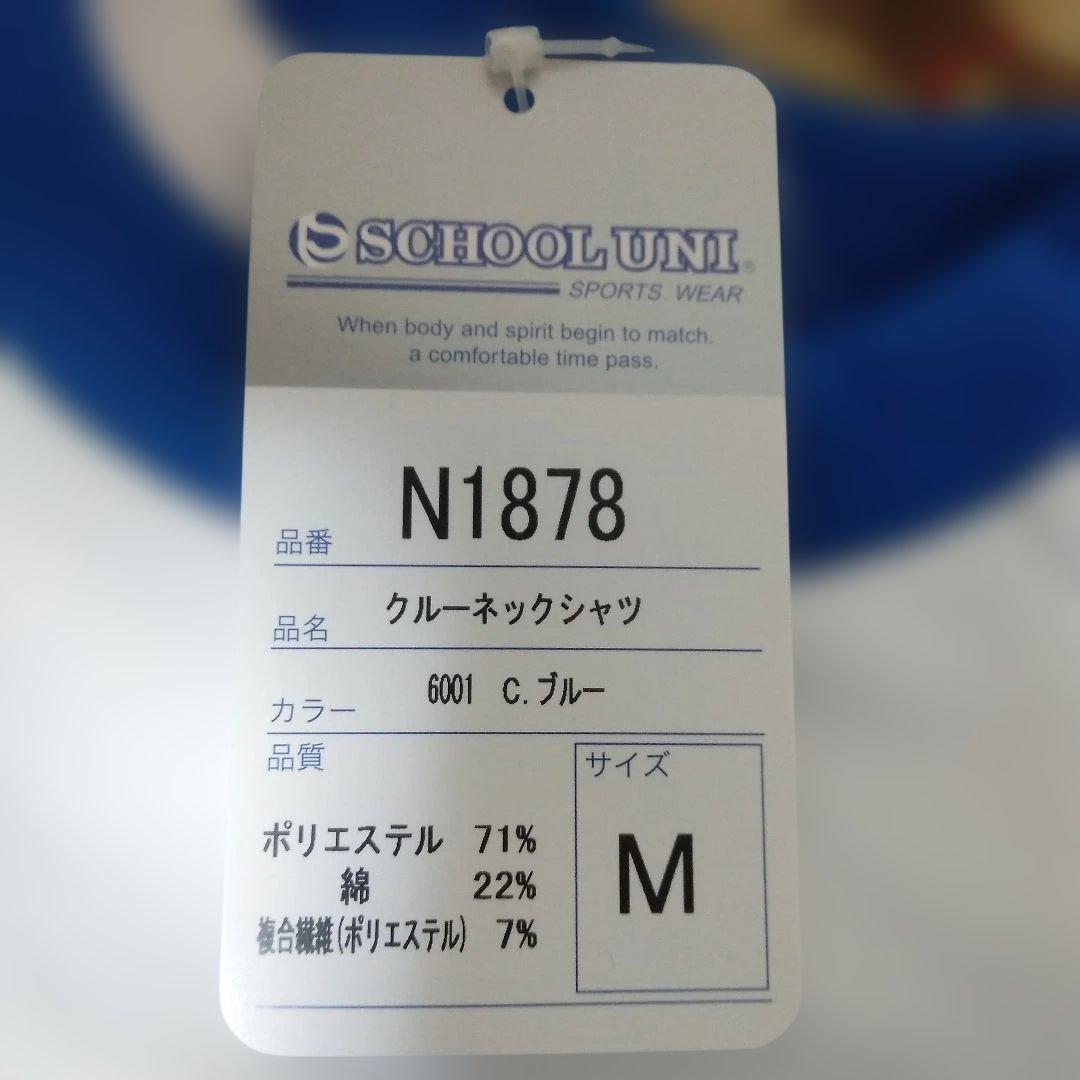 SCHOOL UNI®
SPORTS WEAR
When body and spirit begin to match.
a comfortable time pass.
品番 N1878
品名 クルーネックシャツ
カラー 6001 C.ブルー
品質
サイズ
ポリエステル 71%
綿 22%
複合繊維(ポリエステル) 7%
M